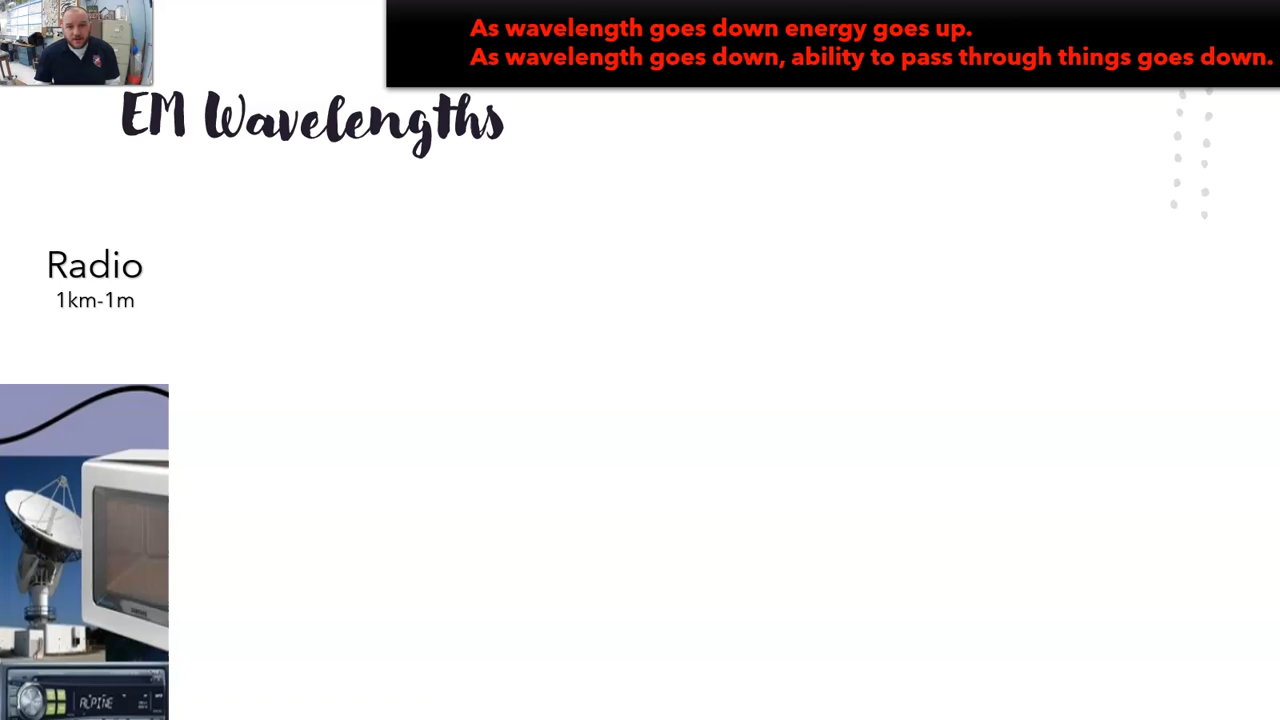 As wavelength goes down energy goes up.
As wavelength goes down, ability to pass through things goes down.
EM Wavelengths
Radio
1km-1m
SAMSUNG
ALPINE